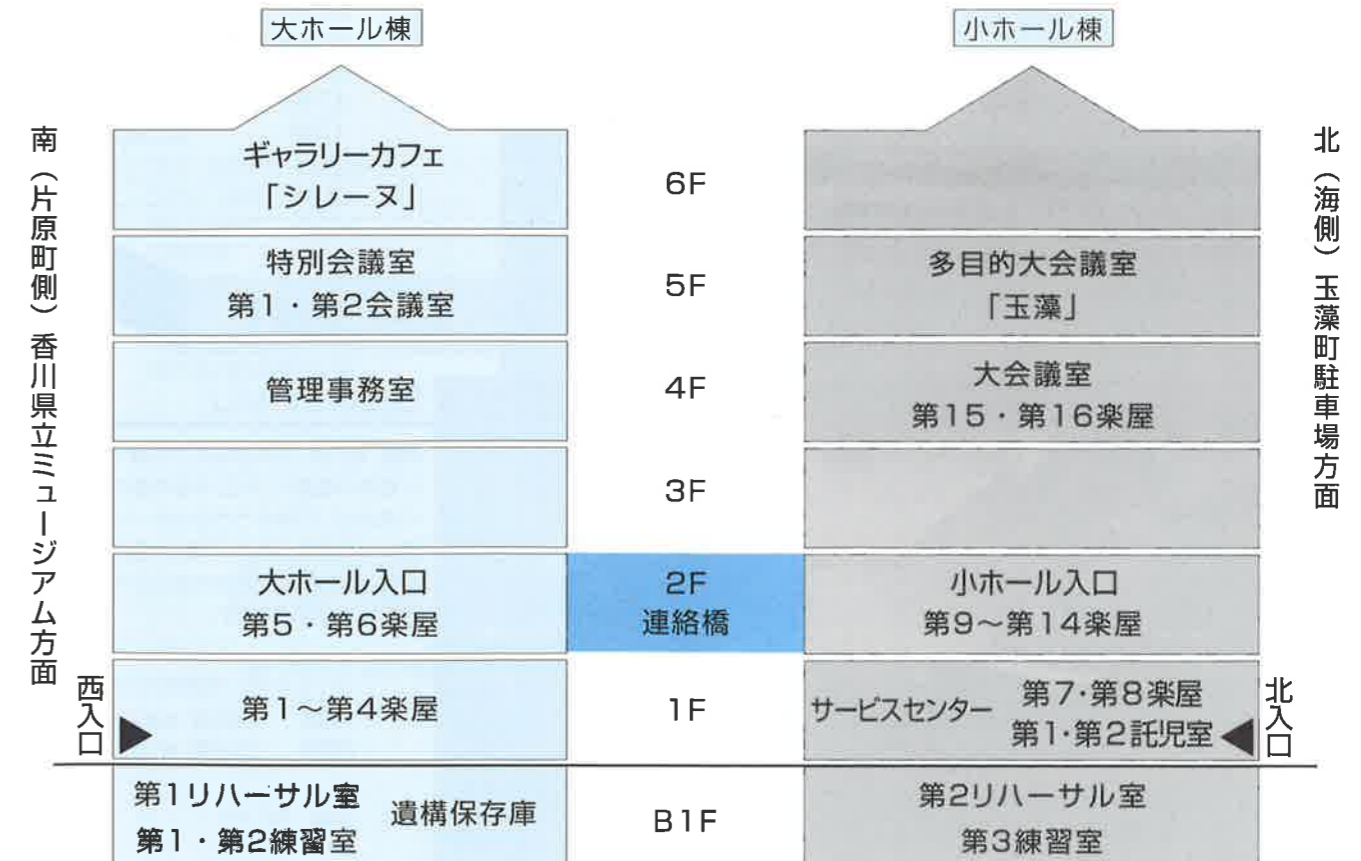 大ホール棟
小ホール棟
南（片原町側）香川県立ミュージアム方面
北（海側）玉藻町駐車場方面
ギャラリーカフェ
「シレーヌ」
6F
特別会議室
第1・第2会議室
5F
多目的大会議室
「玉藻」
管理事務室
4F
大会議室
第15・第16楽屋
3F
大ホール入口
第5・第6楽屋
2F
連絡橋
小ホール入口
第9～第14楽屋
西入口
第1～第4楽屋
1F
サービスセンター
第7・第8楽屋
第1・第2託児室
北入口
第1リハーサル室
第1・第2練習室
遺構保存庫
B1F
第2リハーサル室
第3練習室